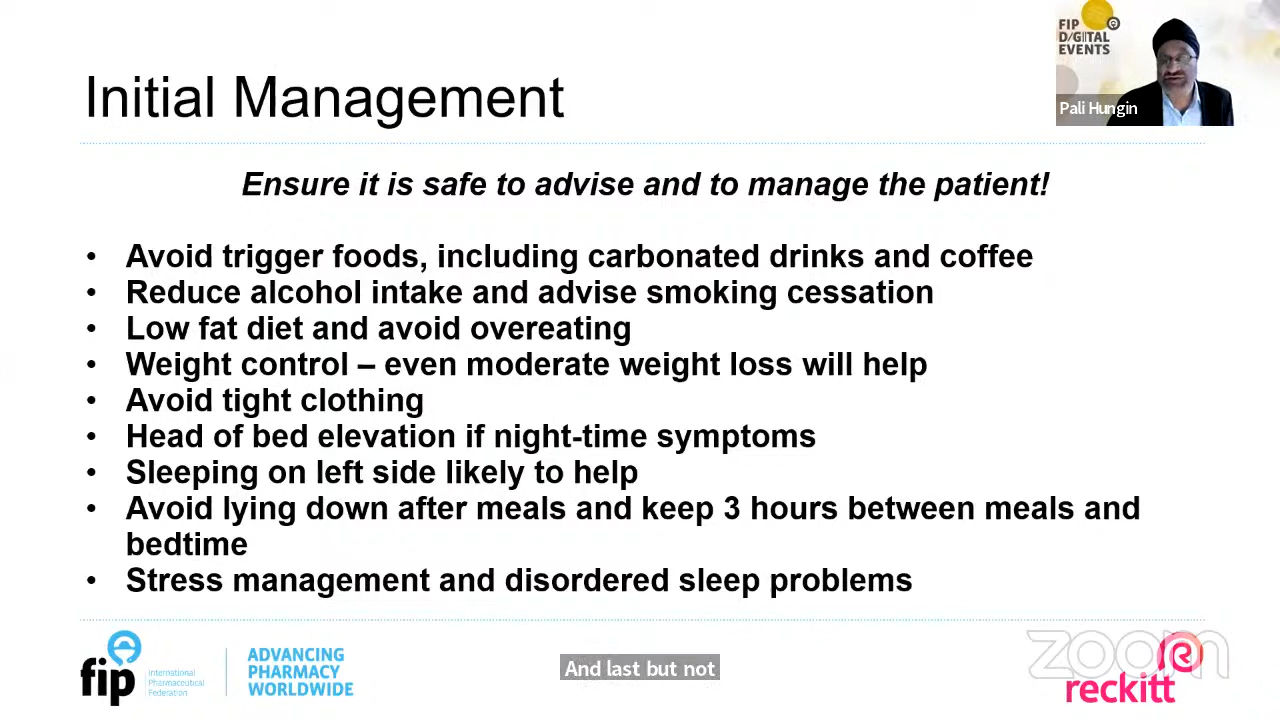 FIP
DIGITAL
EVENTS
Pali Hungin
Initial Management
Ensure it is safe to advise and to manage the patient!
• Avoid trigger foods, including carbonated drinks and coffee
• Reduce alcohol intake and advise smoking cessation
• Low fat diet and avoid overeating
• Weight control – even moderate weight loss will help
• Avoid tight clothing
• Head of bed elevation if night-time symptoms
• Sleeping on left side likely to help
• Avoid lying down after meals and keep 3 hours between meals and
bedtime
• Stress management and disordered sleep problems
fip
International
Pharmaceutical
Federation
ADVANCING
PHARMACY
WORLDWIDE
And last but not
zoom
reckitt